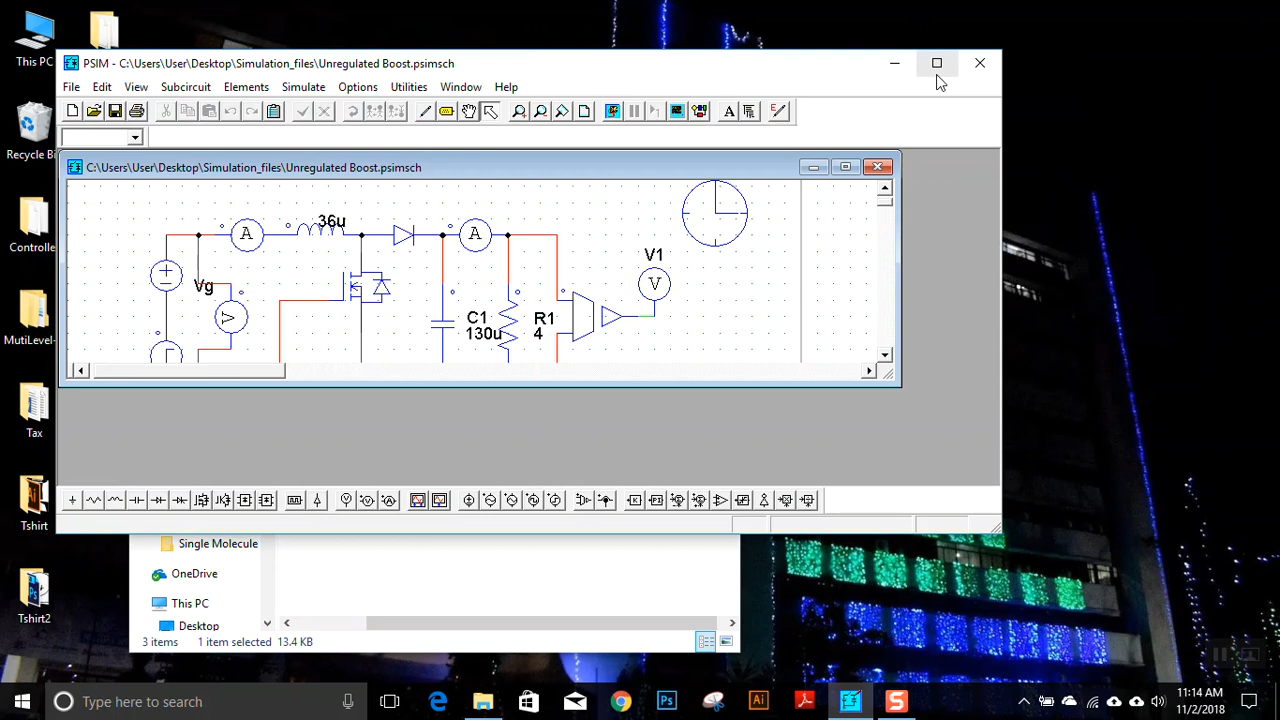 This PC
Recycle Bi
Controlle
MutiLevel-
Tax
Tshirt
Tshirt2
PSIM - C:\Users\User\Desktop\Simulation_files\Unregulated Boost.psimsch
File Edit View Subcircuit Elements Simulate Options Utilities Window Help
C:\Users\User\Desktop\Simulation_files\Unregulated Boost.psimsch
36u
A
A
V1
V
Vg
V
C1
130u
R1
4
Single Molecule
OneDrive
This PC
Desktop
3 items 1 item selected 13.4 KB
Type here to search
11:14 AM
11/2/2018